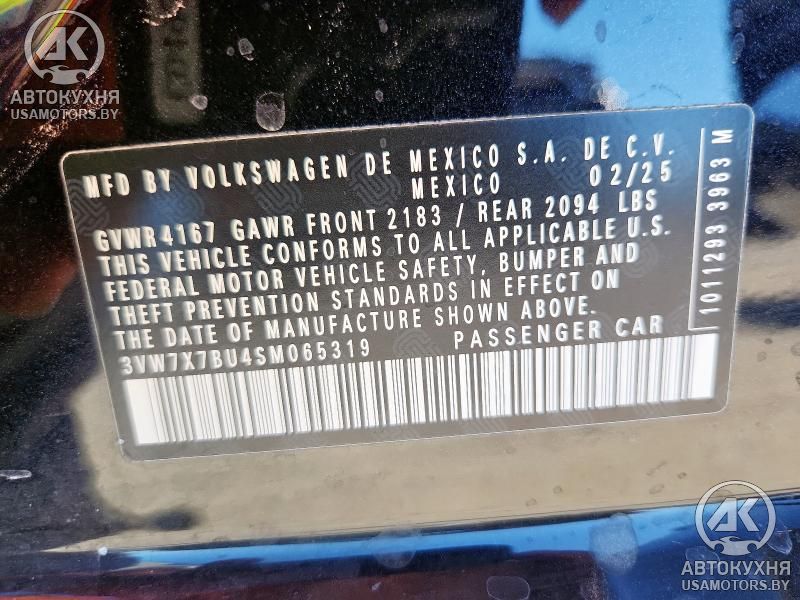 АК
АВТОКУХНЯ
USAMOTORS.BY
MFD BY VOLKSWAGEN DE MEXICO S.A. DE C.V.
MEXICO 02/25
GVWR4167 GAWR FRONT 2183 / REAR 2094 LBS
THIS VEHICLE CONFORMS TO ALL APPLICABLE U.S.
FEDERAL MOTOR VEHICLE SAFETY, BUMPER AND
THEFT PREVENTION STANDARDS IN EFFECT ON
THE DATE OF MANUFACTURE SHOWN ABOVE.
3VW7X7BU4SM065319 PASSENGER CAR
1011293 3963 M
АК
АВТОКУХНЯ
USAMOTORS.BY